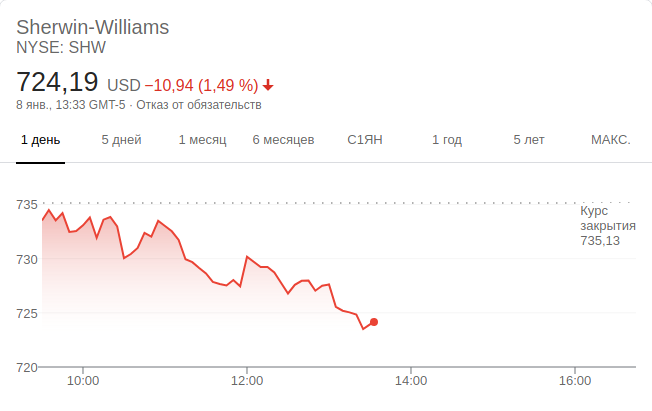 Sherwin-Williams
NYSE: SHW
724,19 USD −10,94 (1,49 %)
8 янв., 13:33 GMT-5 · Отказ от обязательств
1 день 5 дней 1 месяц 6 месяцев С1ЯН 1 год 5 лет МАКС.
735
Курс
закрытия
735,13
730
725
720
10:00 12:00 14:00 16:00